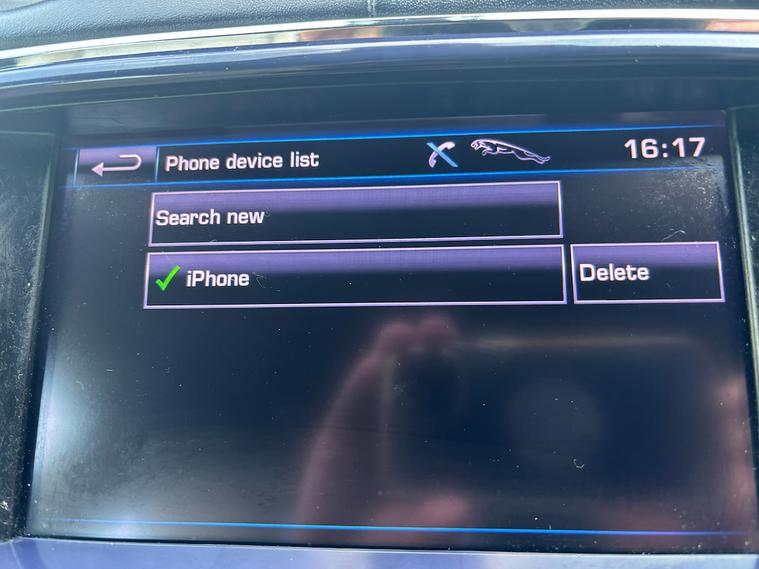 Phone device list
16:17
Search new
iPhone
Delete